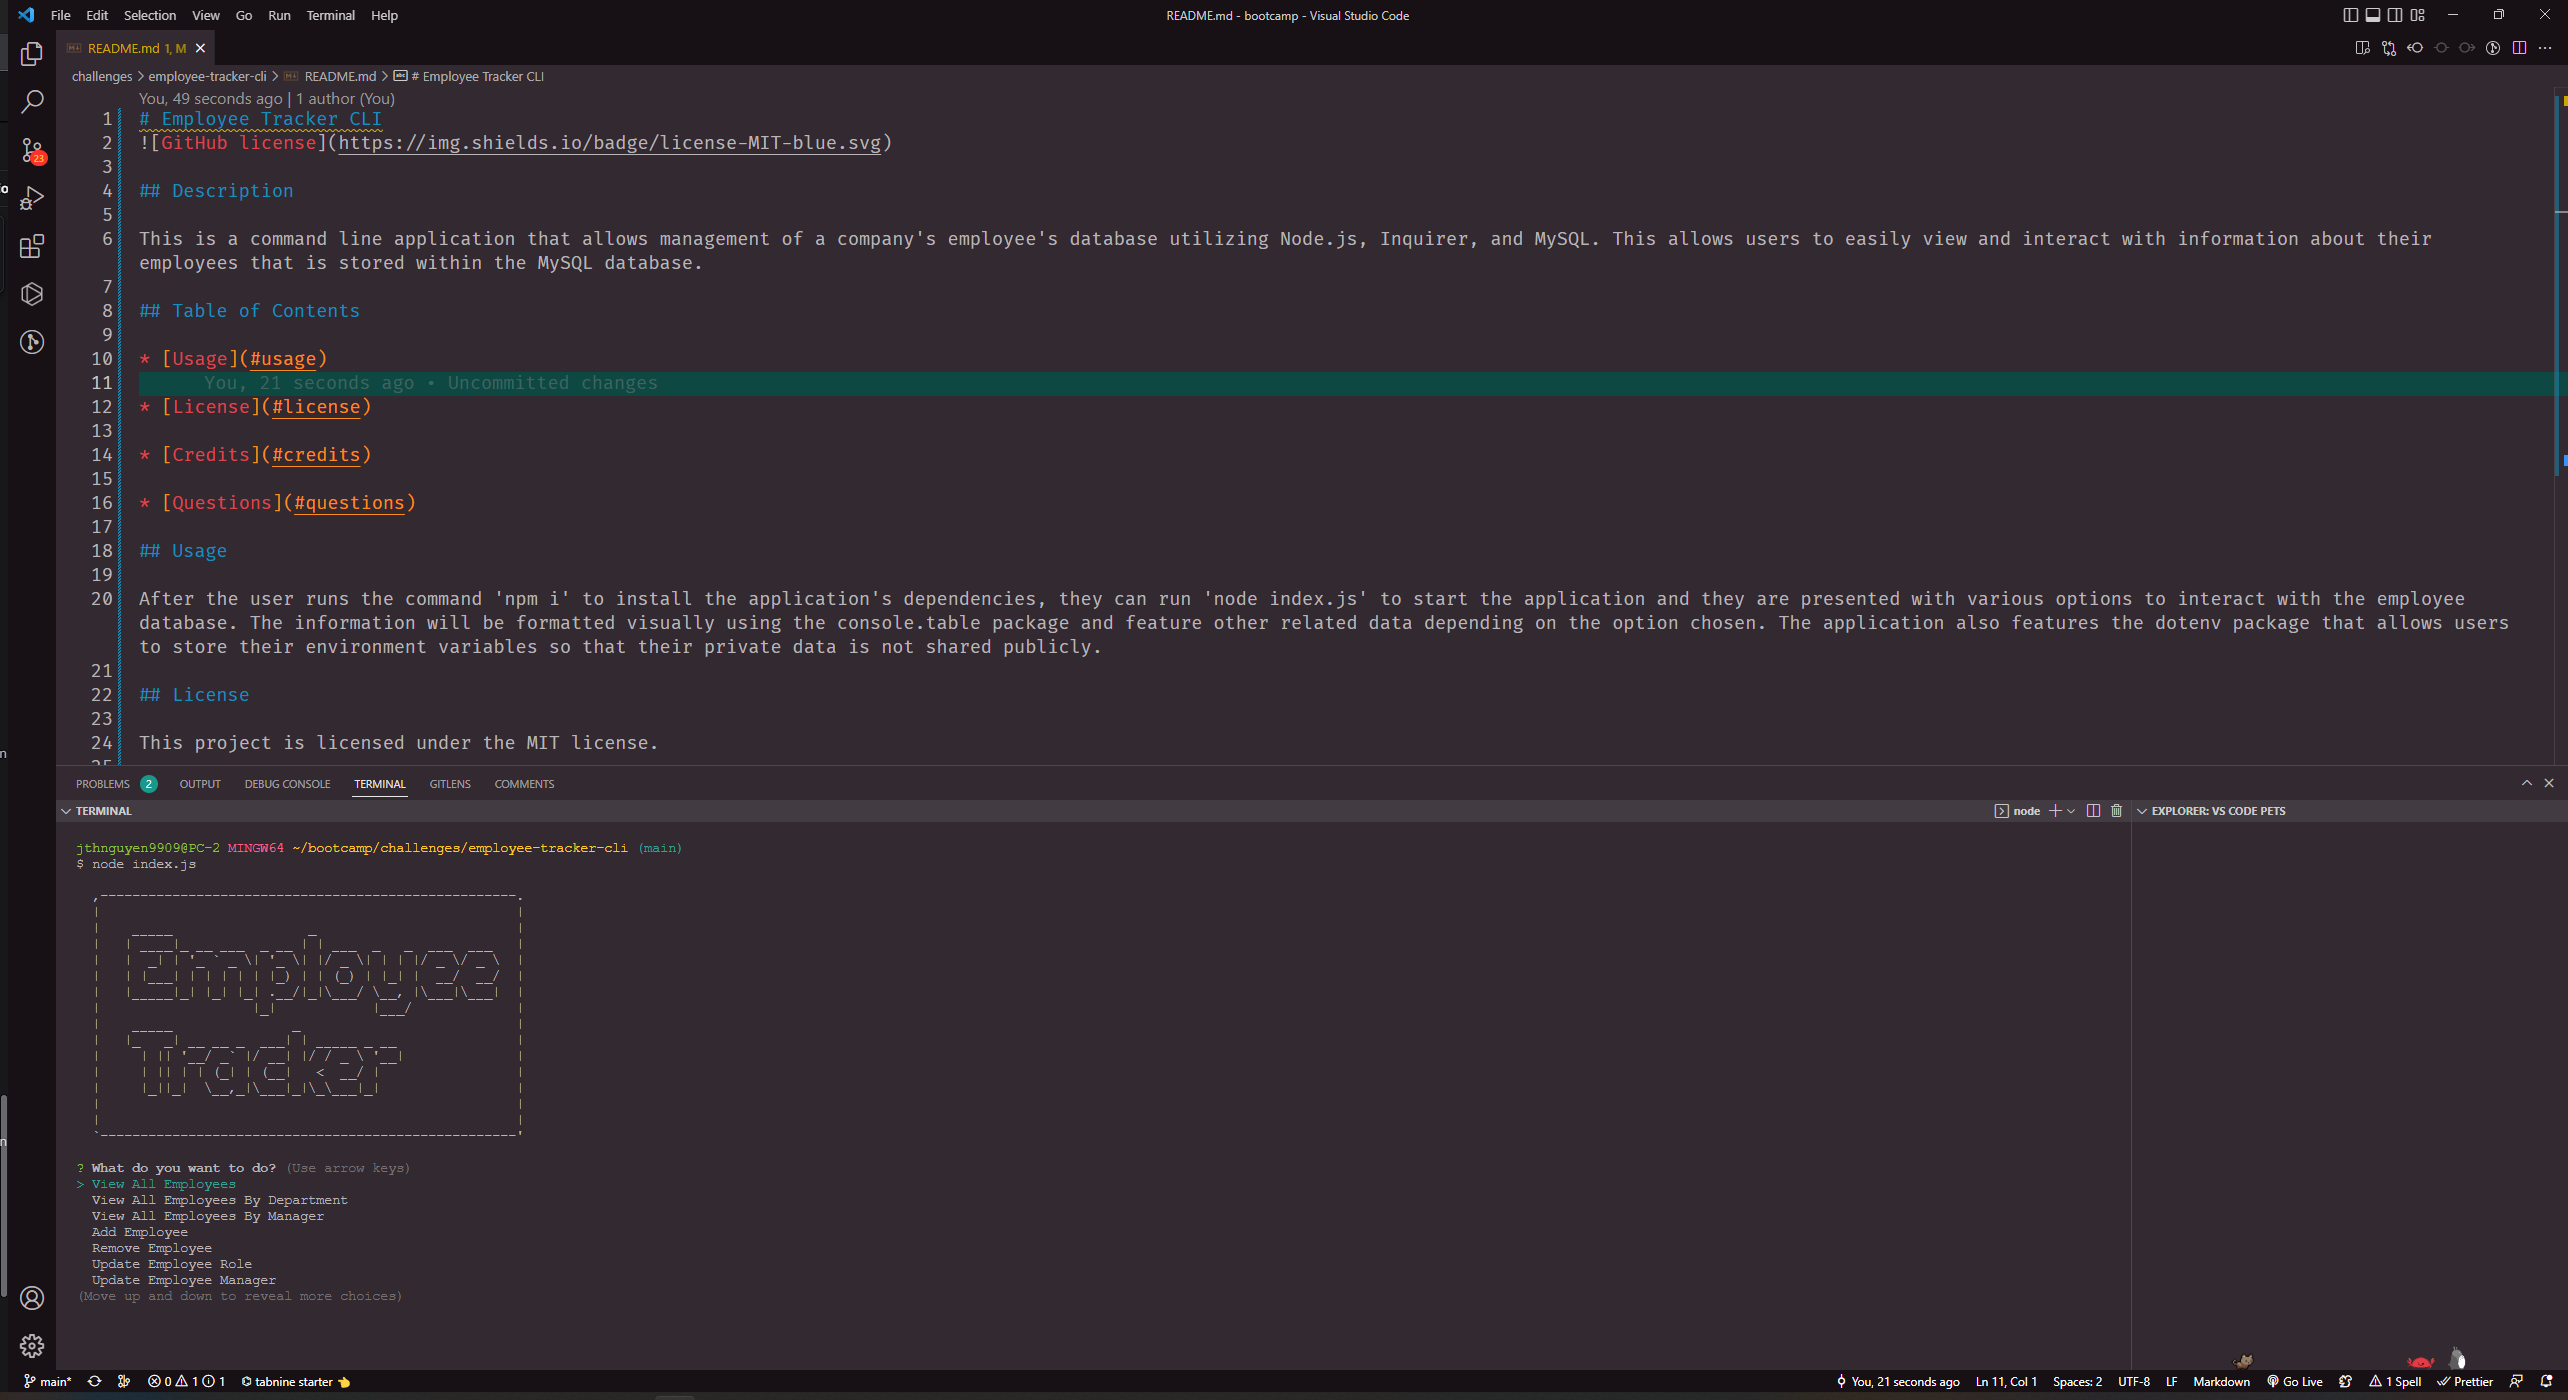 File Edit Selection View Go Run Terminal Help
README.md - bootcamp - Visual Studio Code
README.md 1, M
challenges > employee-tracker-cli > README.md > # Employee Tracker CLI
You, 49 seconds ago | 1 author (You)
1 # Employee Tracker CLI
2 ![GitHub license](https://img.shields.io/badge/license-MIT-blue.svg)
3
4 ## Description
5
6 This is a command line application that allows management of a company's employee's database utilizing Node.js, Inquirer, and MySQL. This allows users to easily view and interact with information about their
employees that is stored within the MySQL database.
7
8 ## Table of Contents
9
10 * [Usage](#usage)
11 You, 21 seconds ago • Uncommitted changes
12 * [License](#license)
13
14 * [Credits](#credits)
15
16 * [Questions](#questions)
17
18 ## Usage
19
20 After the user runs the command 'npm i' to install the application's dependencies, they can run 'node index.js' to start the application and they are presented with various options to interact with the employee
database. The information will be formatted visually using the console.table package and feature other related data depending on the option chosen. The application also features the dotenv package that allows users
to store their environment variables so that their private data is not shared publicly.
21
22 ## License
23
24 This project is licensed under the MIT license.
23
PROBLEMS 2 OUTPUT DEBUG CONSOLE TERMINAL GITLENS COMMENTS
TERMINAL
node
EXPLORER: VS CODE PETS
jthnguyen9909@PC-2 MINGW64 ~/bootcamp/challenges/employee-tracker-cli (main)
$ node index.js
Employee
Tracker
? What do you want to do? (Use arrow keys)
> View All Employees
View All Employees By Department
View All Employees By Manager
Add Employee
Remove Employee
Update Employee Role
Update Employee Manager
(Move up and down to reveal more choices)
main* 0 1 1 tabnine starter
You, 21 seconds ago Ln 11, Col 1 Spaces: 2 UTF-8 LF Markdown Go Live 1 Spell Prettier